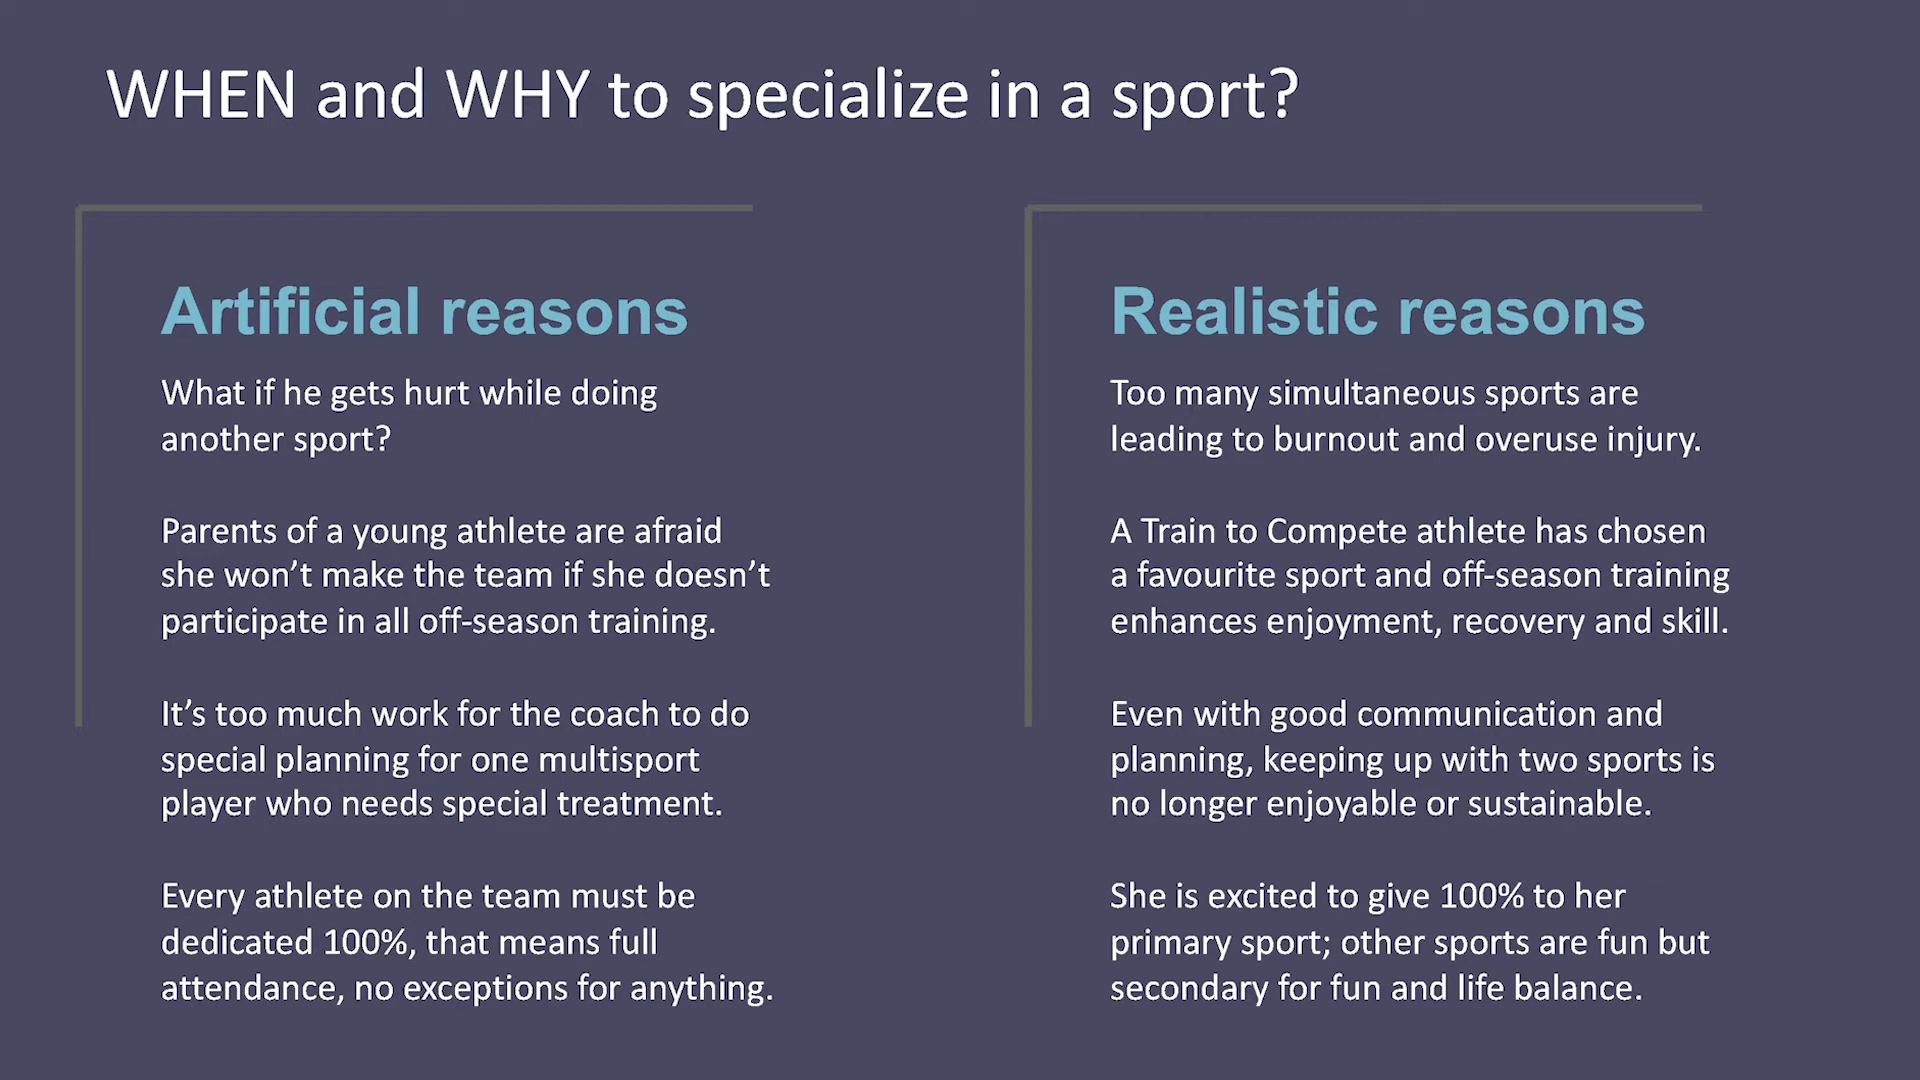 WHEN and WHY to specialize in a sport?
Artificial reasons
What if he gets hurt while doing
another sport?
Parents of a young athlete are afraid
she won’t make the team if she doesn’t
participate in all off-season training.
It’s too much work for the coach to do
special planning for one multisport
player who needs special treatment.
Every athlete on the team must be
dedicated 100%, that means full
attendance, no exceptions for anything.
Realistic reasons
Too many simultaneous sports are
leading to burnout and overuse injury.
A Train to Compete athlete has chosen
a favourite sport and off-season training
enhances enjoyment, recovery and skill.
Even with good communication and
planning, keeping up with two sports is
no longer enjoyable or sustainable.
She is excited to give 100% to her
primary sport; other sports are fun but
secondary for fun and life balance.